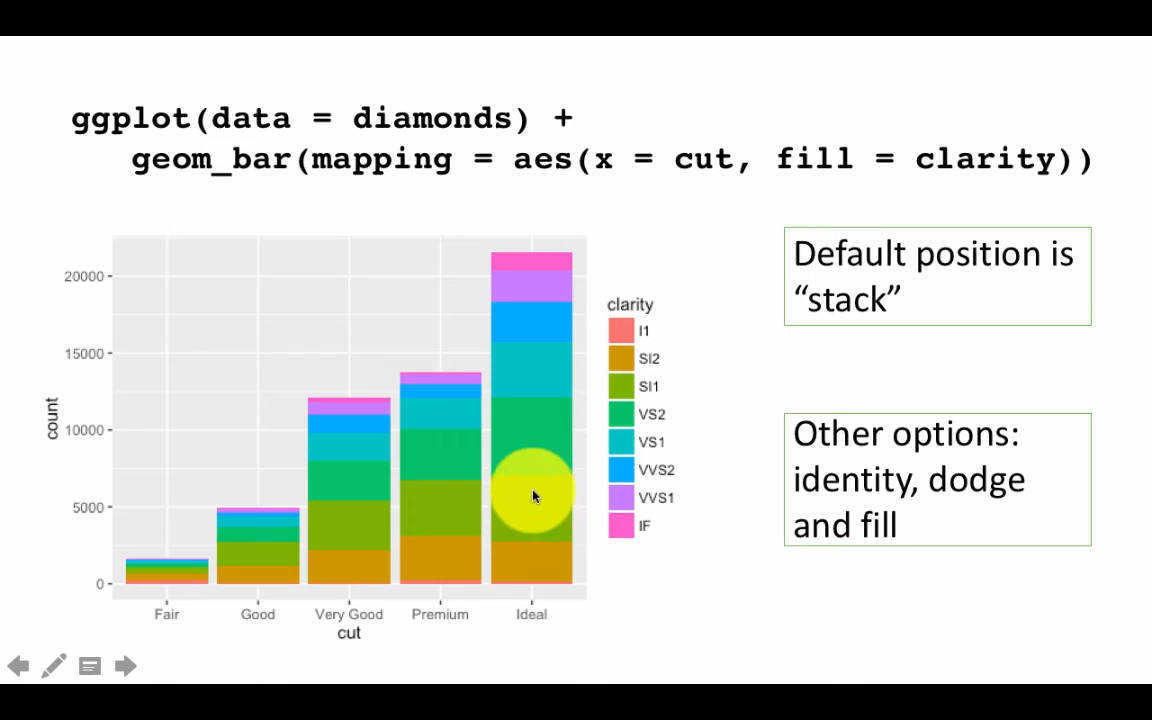 ggplot(data = diamonds) +
geom_bar(mapping = aes(x = cut, fill = clarity))
Default position is
“stack”
Other options:
identity, dodge
and fill
count
20000
15000
10000
5000
0
Fair Good Very Good Premium Ideal
cut
clarity
I1
SI2
SI1
VS2
VS1
VVS2
VVS1
IF